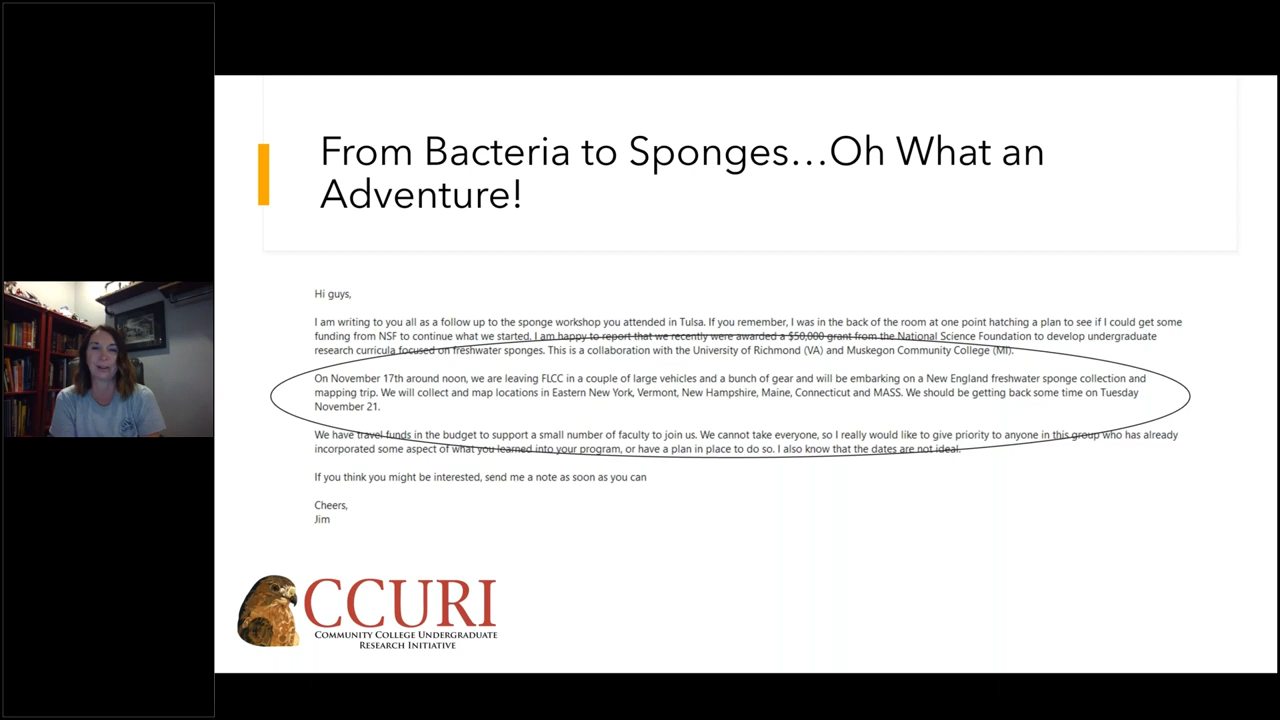 From Bacteria to Sponges…Oh What an
Adventure!
Hi guys,
I am writing to you all as a follow up to the sponge workshop you attended in Tulsa. If you remember, I was in the back of the room at one point hatching a plan to see if I could get some
funding from NSF to continue what we started. I am happy to report that we recently were awarded a $50,000 grant from the National Science Foundation to develop undergraduate
research curricula focused on freshwater sponges. This is a collaboration with the University of Richmond (VA) and Muskegon Community College (MI).
On November 17th around noon, we are leaving FLCC in a couple of large vehicles and a bunch of gear and will be embarking on a New England freshwater sponge collection and
mapping trip. We will collect and map locations in Eastern New York, Vermont, New Hampshire, Maine, Connecticut and MASS. We should be getting back some time on Tuesday
November 21.
We have travel funds in the budget to support a small number of faculty to join us. We cannot take everyone, so I really would like to give priority to anyone in this group who has already
incorporated some aspect of what you learned into your program, or have a plan in place to do so. I also know that the dates are not ideal.
If you think you might be interested, send me a note as soon as you can
Cheers,
Jim
CCURI
Community College Undergraduate
Research Initiative